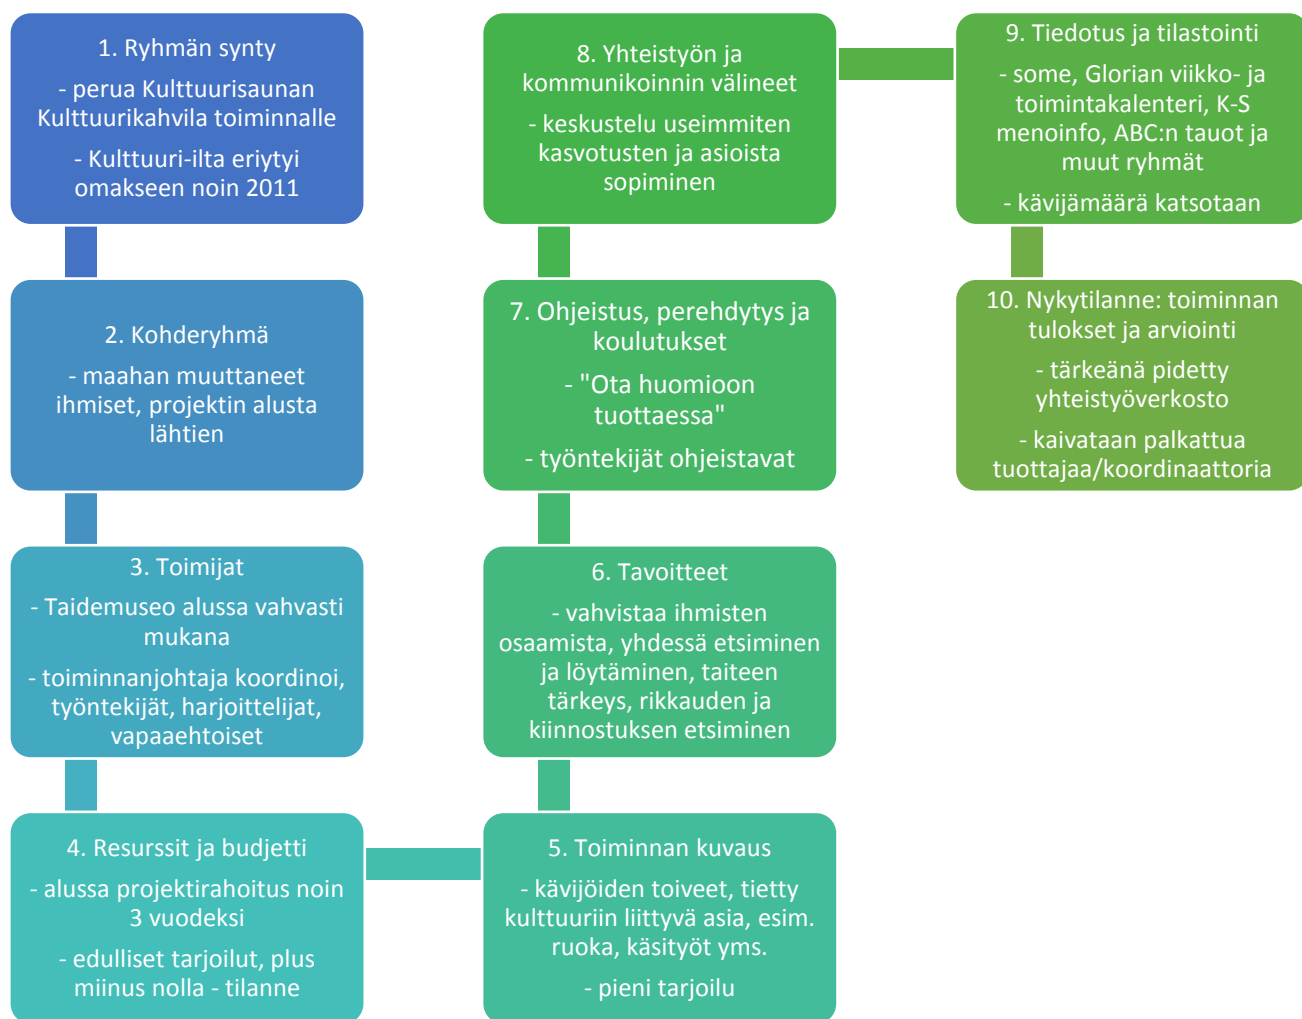 1. Ryhmän synty
- perua Kulttuurisaunan
Kulttuurikahvila toiminnalle
- Kulttuuri-ilta eriytyi
omakseen noin 2011
2. Kohderyhmä
- maahan muuttaneet
ihmiset, projektin alusta
lähtien
3. Toimijat
- Taidemuseo alussa vahvasti
mukana
- toiminnanjohtaja koordinoi,
työntekijät, harjoittelijat,
vapaaehtoiset
4. Resurssit ja budjetti
- alussa projektirahoitus noin
3 vuodeksi
- edulliset tarjoilut, plus
miinus nolla - tilanne
5. Toiminnan kuvaus
- kävijöiden toiveet, tietty
kulttuuriin liittyvä asia, esim.
ruoka, käsityöt yms.
- pieni tarjoilu
6. Tavoitteet
- vahvistaa ihmisten
osaamista, yhdessä etsiminen
ja löytäminen, taiteen
tärkeys, rikkauden ja
kiinnostuksen etsiminen
7. Ohjeistus, perehdytys ja
koulutukset
- "Ota huomioon
tuottaessa"
- työntekijät ohjeistavat
8. Yhteistyön ja
kommunikoinnin välineet
- keskustelu useimmiten
kasvotusten ja asioista
sopiminen
9. Tiedotus ja tilastointi
- some, Glorian viikko- ja
toimintakalenteri, K-S
menoinfo, ABC:n tauot ja
muut ryhmät
- kävijämäärä katsotaan
10. Nykytilanne: toiminnan
tulokset ja arviointi
- tärkeänä pidetty
yhteistyöverkosto
- kaivataan palkattua
tuottajaa/koordinaattoria